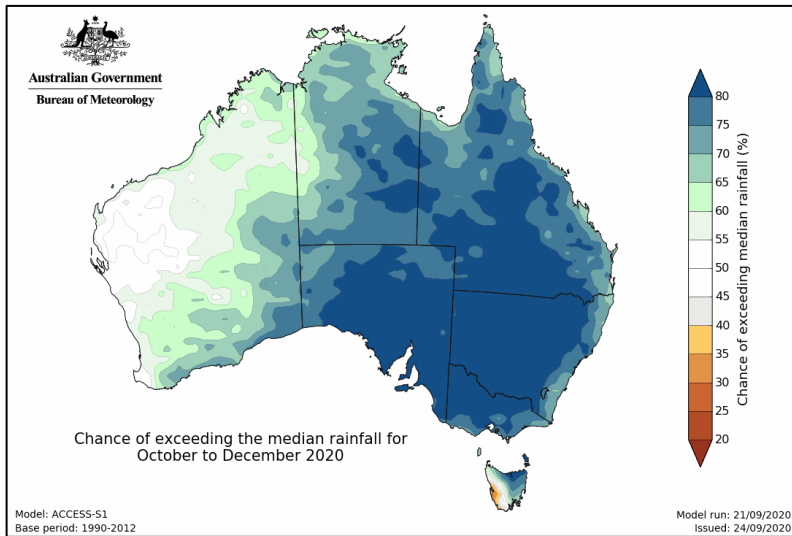 Australian Government
Bureau of Meteorology
80
75
70
65
60
55
50
45
40
35
30
25
20
Chance of exceeding median rainfall (%)
Chance of exceeding the median rainfall for
October to December 2020
Model: ACCESS-S1
Base period: 1990-2012
Model run: 21/09/2020
Issued: 24/09/2020